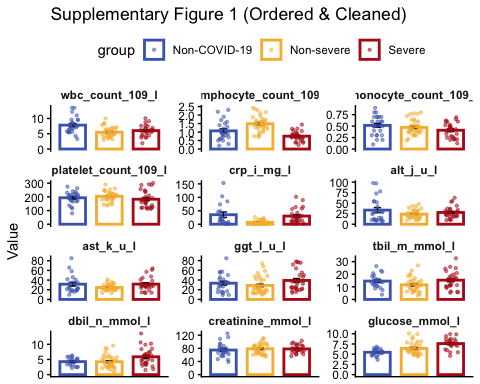 Supplementary Figure 1 (Ordered & Cleaned)
group Non-COVID-19 Non-severe Severe
wbc_count_109_l mphocyte_count_109 nonocyte_count_109_
10 5 0
2.5 2.0 1.5 1.0 0.5 0.0
0.75 0.50 0.25 0.00
platelet_count_109_l crp_i_mg_l alt_j_u_l
300 200 100 0
150 100 50 0
100 75 50 25 0
ast_k_u_l ggt_l_u_l tbil_m_mmol_l
80 60 40 20 0
80 60 40 20 0
30 20 10 0
dbil_n_mmol_l creatinine_mmol_l glucose_mmol_l
10 5 0
120 80 40 0
10.0 7.5 5.0 2.5 0.0
Value